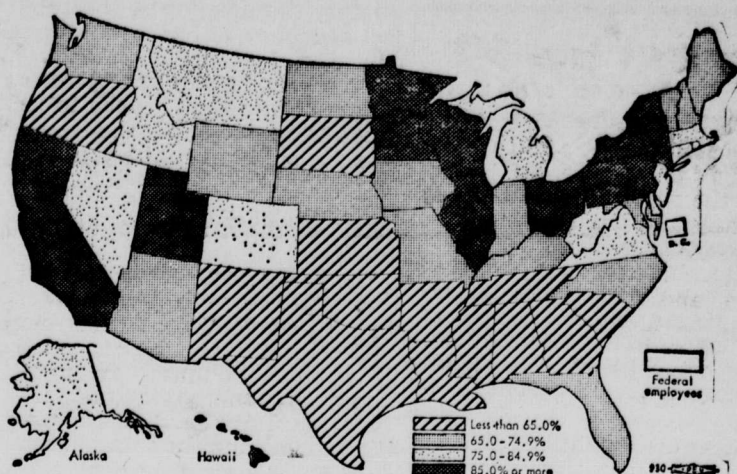 D. C.
Federal
employees
Alaska
Hawaii
Less than 65.0%
65.0-74.9%
75.0-84.9%
85.0% or more